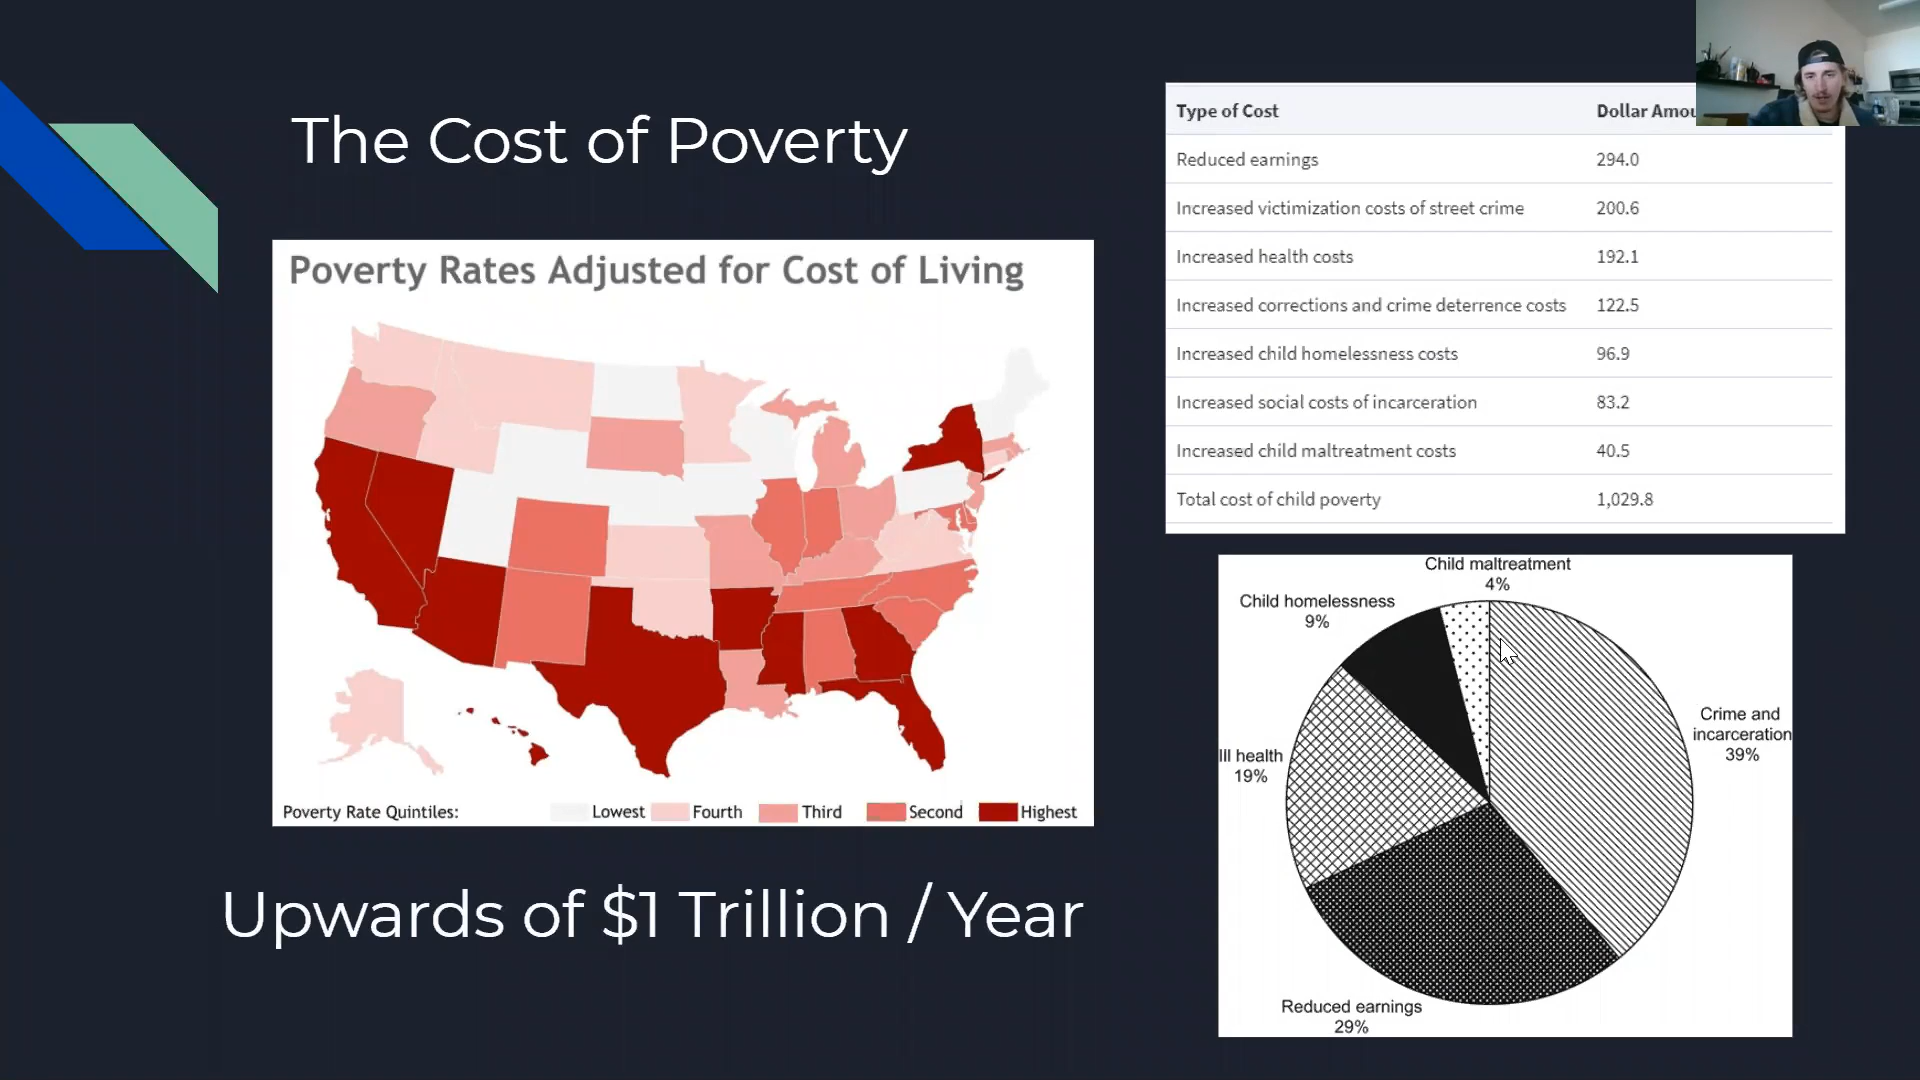 The Cost of Poverty
Poverty Rates Adjusted for Cost of Living
Poverty Rate Quintiles: Lowest Fourth Third Second Highest
Upwards of $1 Trillion / Year
Type of Cost Dollar
Reduced earnings 294.0
Increased victimization costs of street crime 200.6
Increased health costs 192.1
Increased corrections and crime deterrence costs 122.5
Increased child homelessness costs 96.9
Increased social costs of incarceration 83.2
Increased child maltreatment costs 40.5
Total cost of child poverty 1,029.8
Child maltreatment
4%
Child homelessness
9%
Crime and
incarceration
39%
Ill health
19%
Reduced earnings
29%